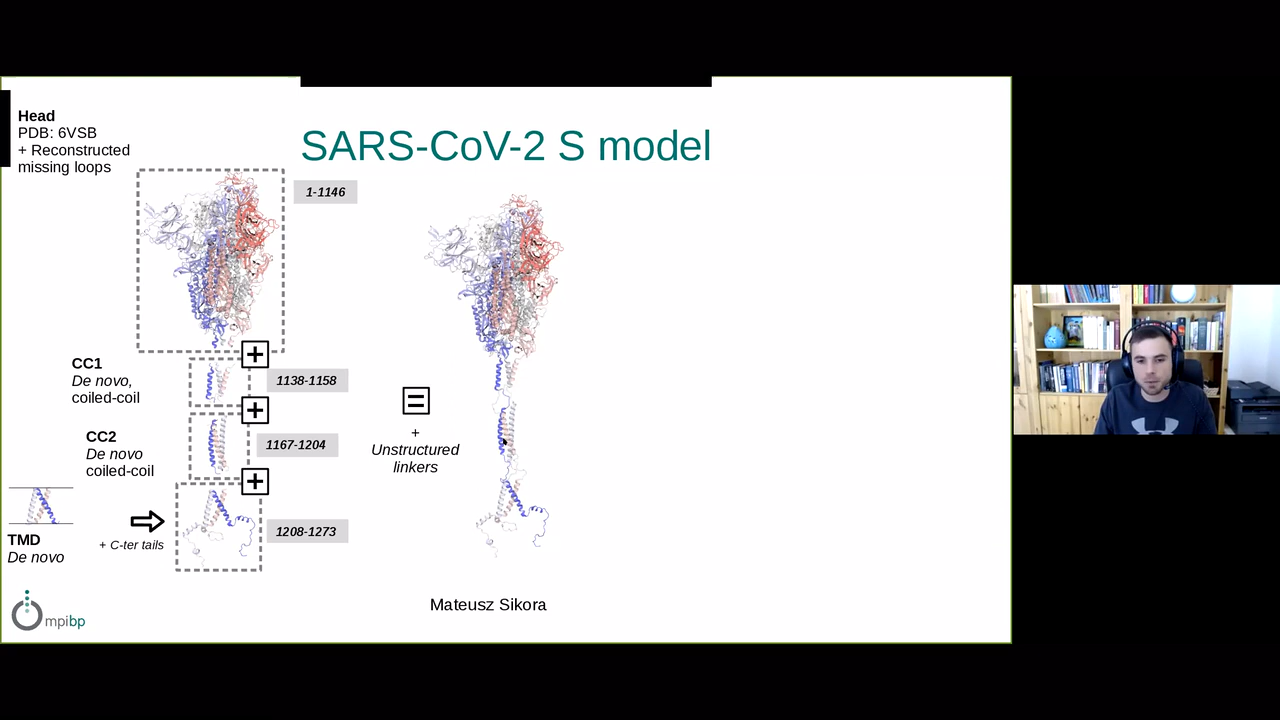 Head
PDB: 6VSB
+ Reconstructed
missing loops
SARS-CoV-2 S model
1-1146
CC1
De novo,
coiled-coil
1138-1158
CC2
De novo
coiled-coil
1167-1204
+
Unstructured
linkers
TMD
De novo
+ C-ter tails
1208-1273
Mateusz Sikora
mpibp